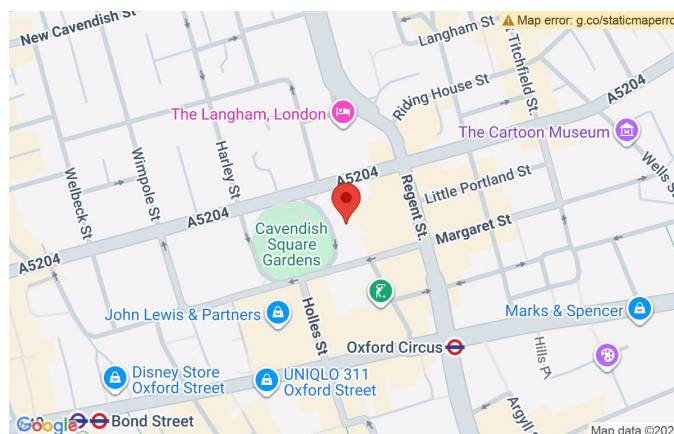 New Cavendish St
Langham St
Map error: g.co/staticmaperro
Titchfield St.
Riding House St
A5204
The Langham, London
The Cartoon Museum
Wells St
Harley St
Wimpole St
Welbeck St
A5204
Regent St.
Little Portland St
Margaret St
Cavendish
Square
Gardens
A5204
A5204
John Lewis & Partners
Holles St
Marks & Spencer
Oxford Circus
Hills Pl
Disney Store
Oxford Street
UNIQLO 311
Oxford Street
Argyll St
Bond Street
Google
Map data ©202